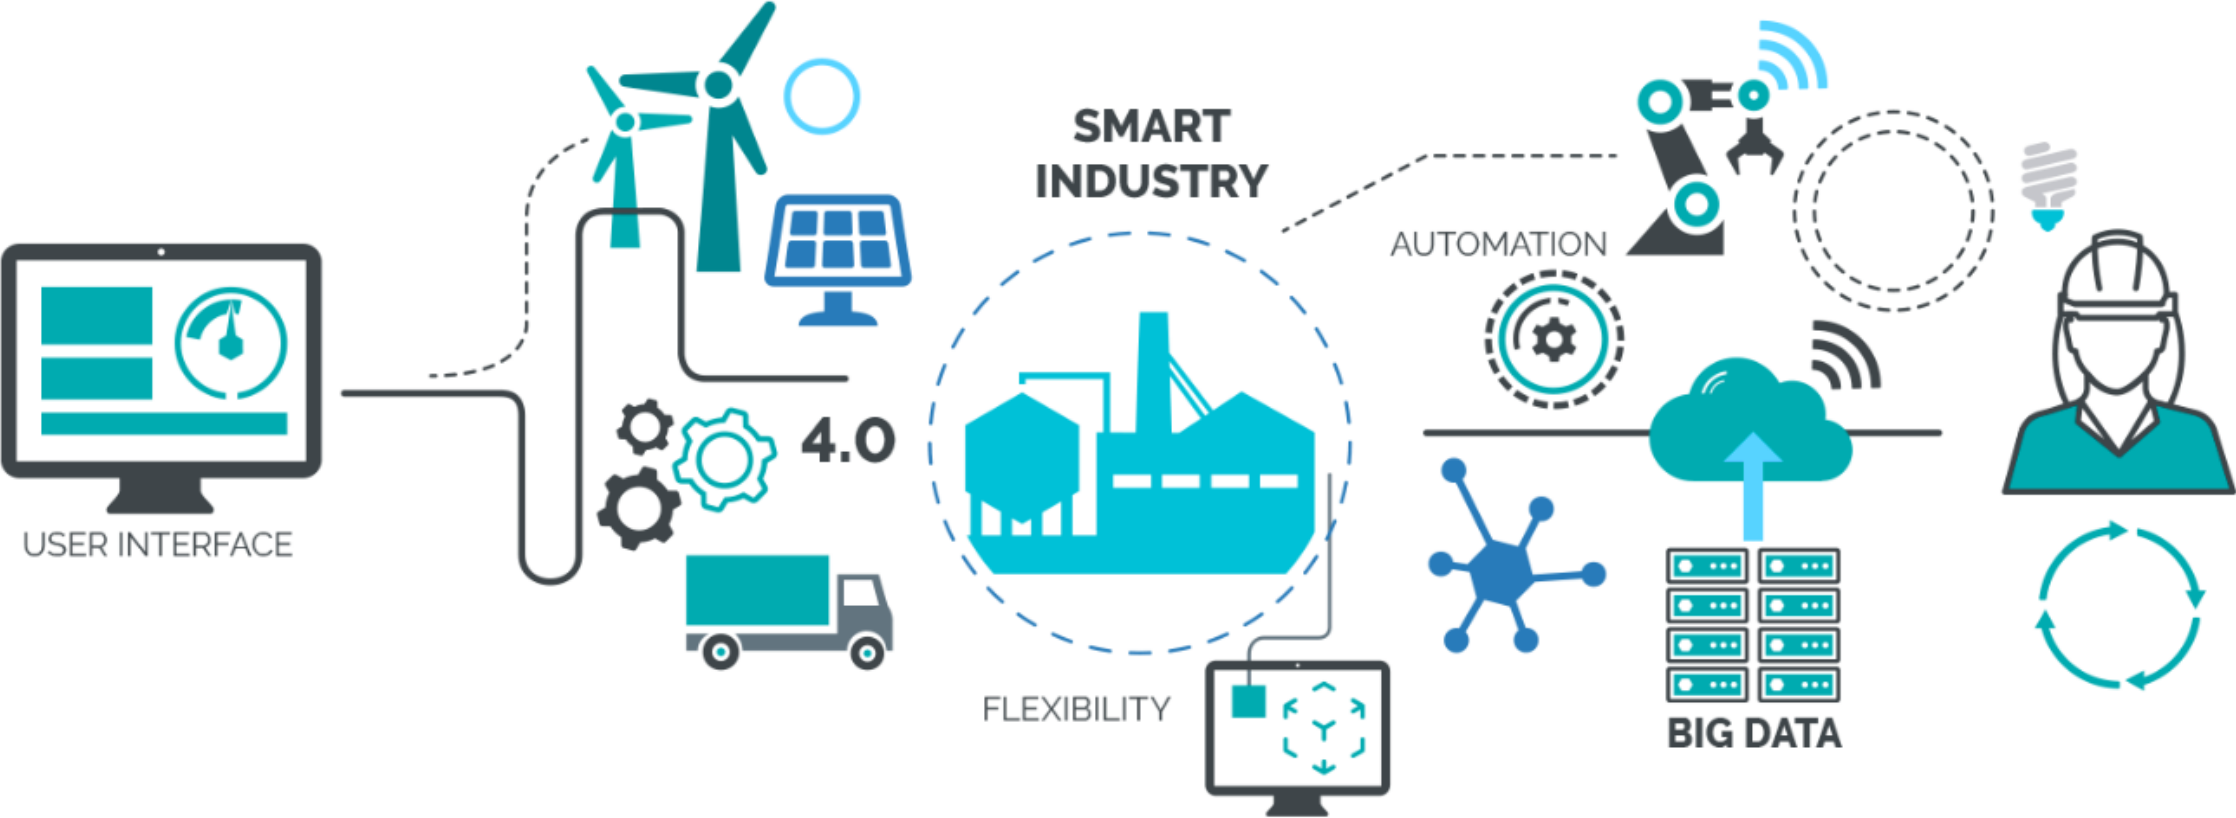 SMART
INDUSTRY
AUTOMATION
4.0
USER INTERFACE
FLEXIBILITY
BIG DATA